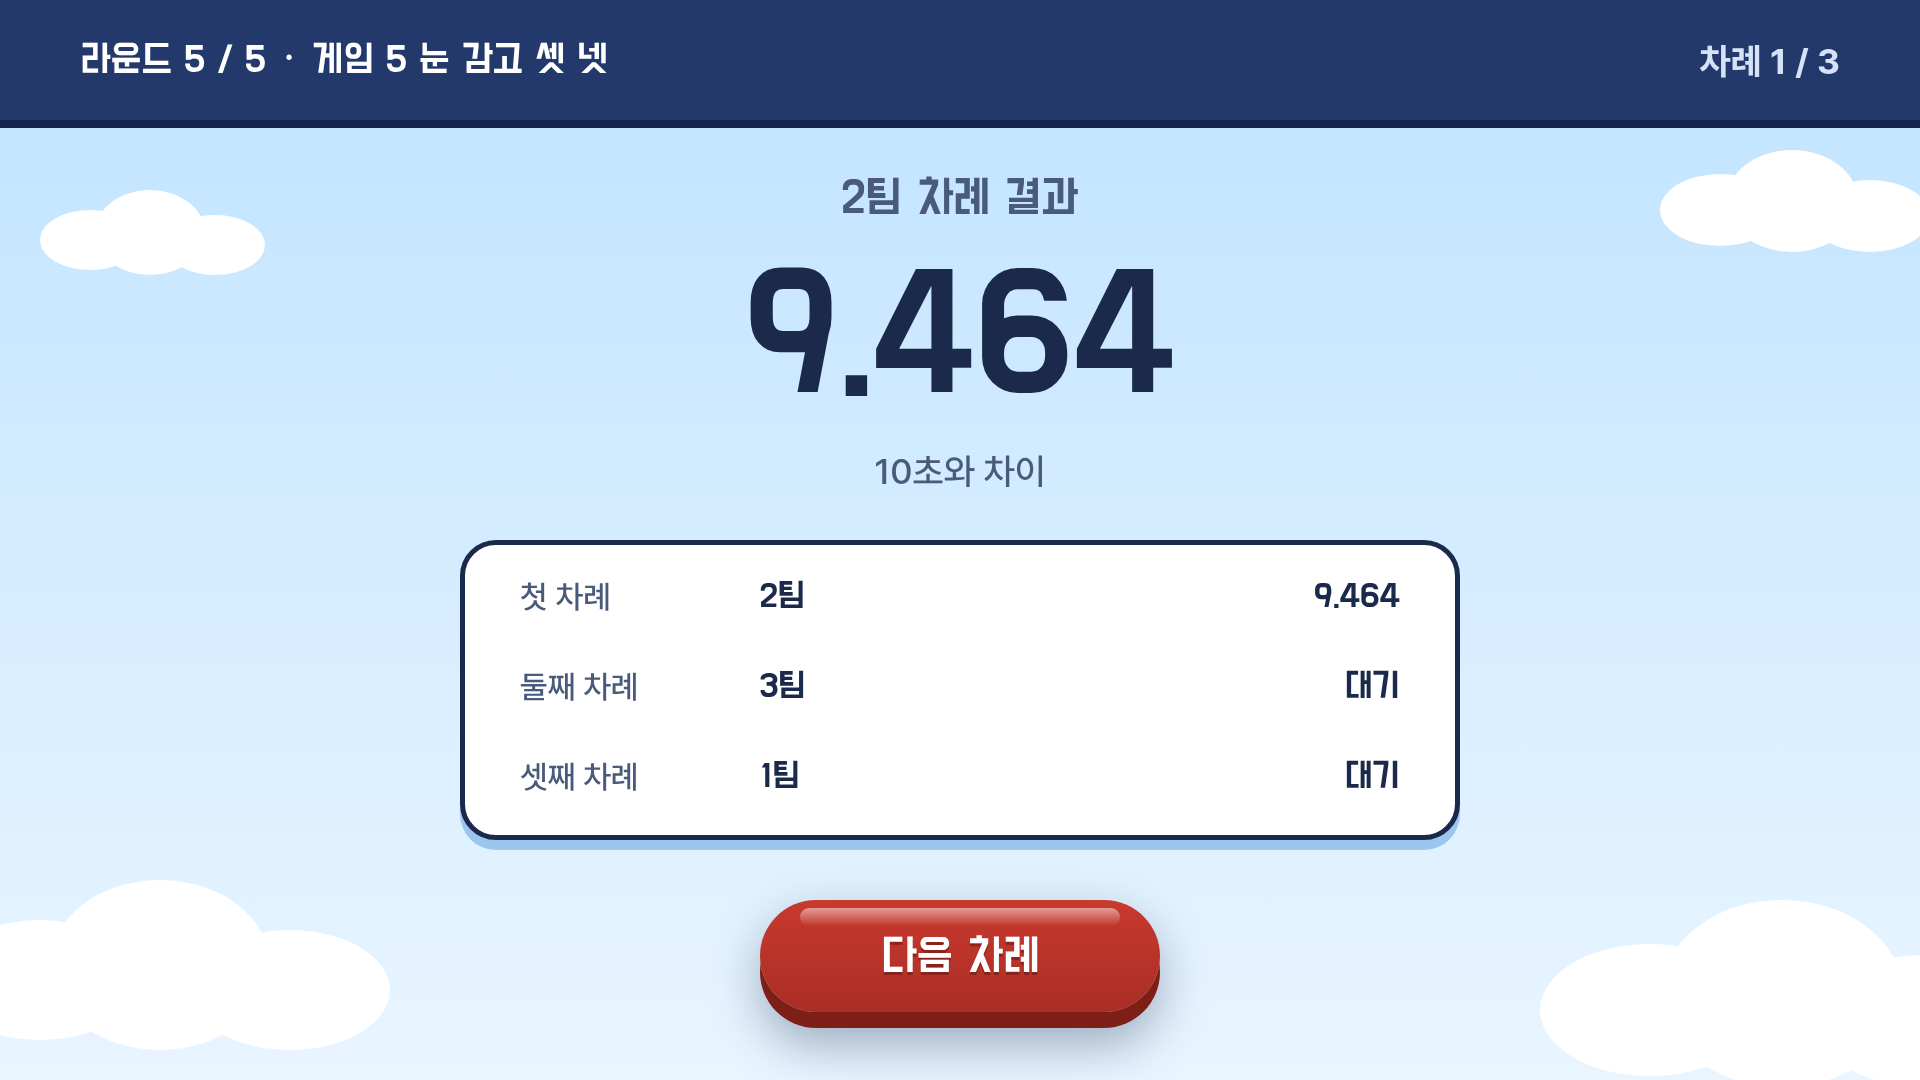 라운드 5 / 5 · 게임 5 눈 감고 셋 넷
차례 1 / 3
2팀 차례 결과
9.464
10초와 차이
첫 차례 2팀 9.464
둘째 차례 3팀 대기
셋째 차례 1팀 대기
다음 차례